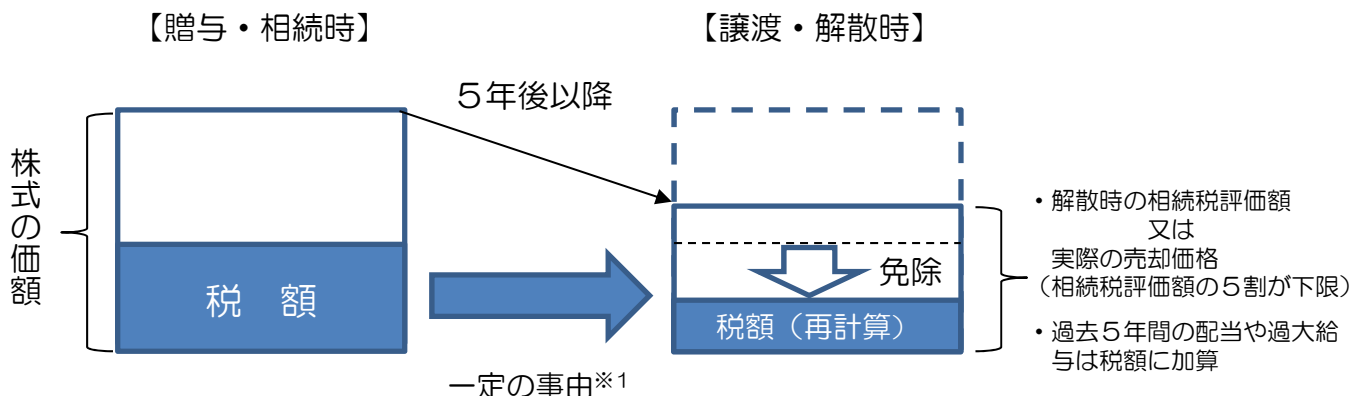 【贈与・相続時】
【譲渡・解散時】
5年後以降
株式の価額
税 額
免除
税額（再計算）
一定の事由※1
・解散時の相続税評価額
又は
実際の売却価格
（相続税評価額の５割が下限）
・過去５年間の配当や過大給
与は税額に加算